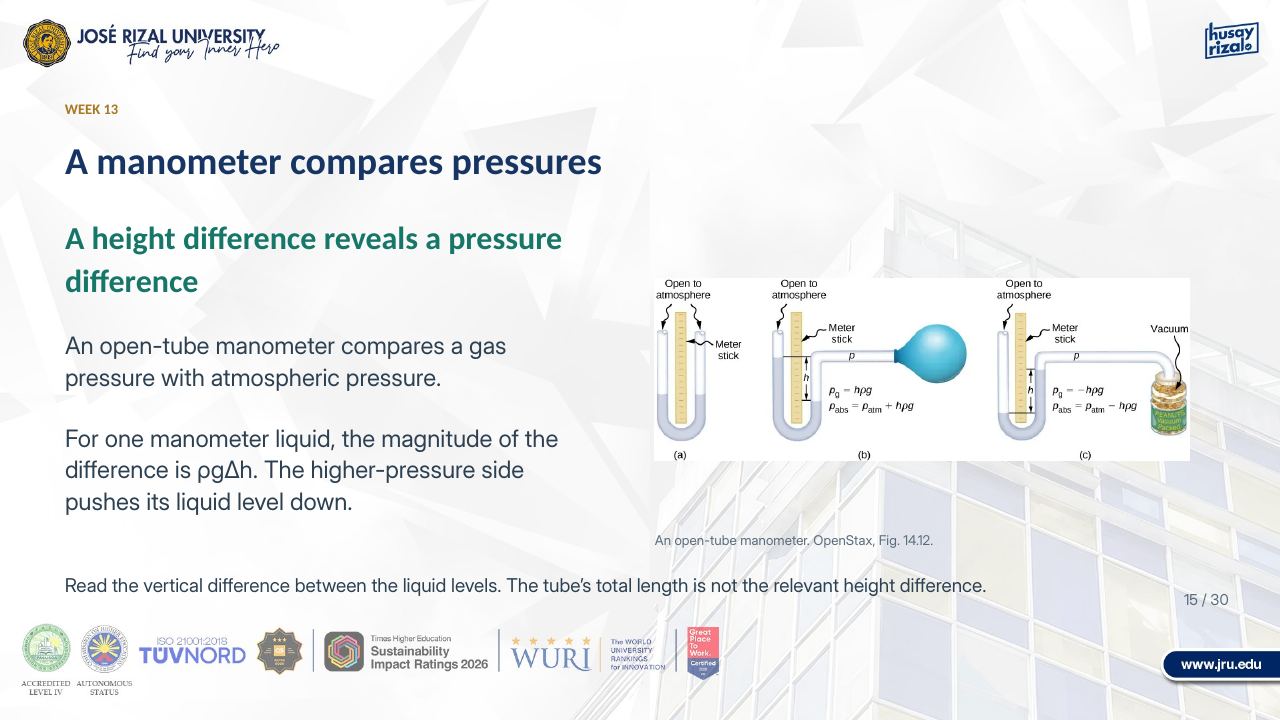 JOSÉ RIZAL UNIVERSITY
Find your Inner Hero
husay
rizal
WEEK 13
A manometer compares pressures
A height difference reveals a pressure
difference
An open-tube manometer compares a gas
pressure with atmospheric pressure.
For one manometer liquid, the magnitude of the
difference is ρgΔh. The higher-pressure side
pushes its liquid level down.
Open to
atmosphere
Meter
stick
(a)
Open to
atmosphere
Meter
stick
p
h
p_g = hρg
p_abs = p_atm + hρg
(b)
Open to
atmosphere
Meter
stick
Vacuum
p
h
p_g = −hρg
p_abs = p_atm − hρg
PEANUTS
Vacuum
Packed
(c)
An open-tube manometer. OpenStax, Fig. 14.12.
Read the vertical difference between the liquid levels. The tube’s total length is not the relevant height difference.
15 / 30
ACCREDITED
LEVEL IV
AUTONOMOUS
STATUS
ISO 21001:2018
TÜVNORD
Times Higher Education
Sustainability
Impact Ratings 2026
WURI
The WORLD
UNIVERSITY
RANKINGS
for INNOVATION
Great
Place
To
Work.
Certified
www.jru.edu